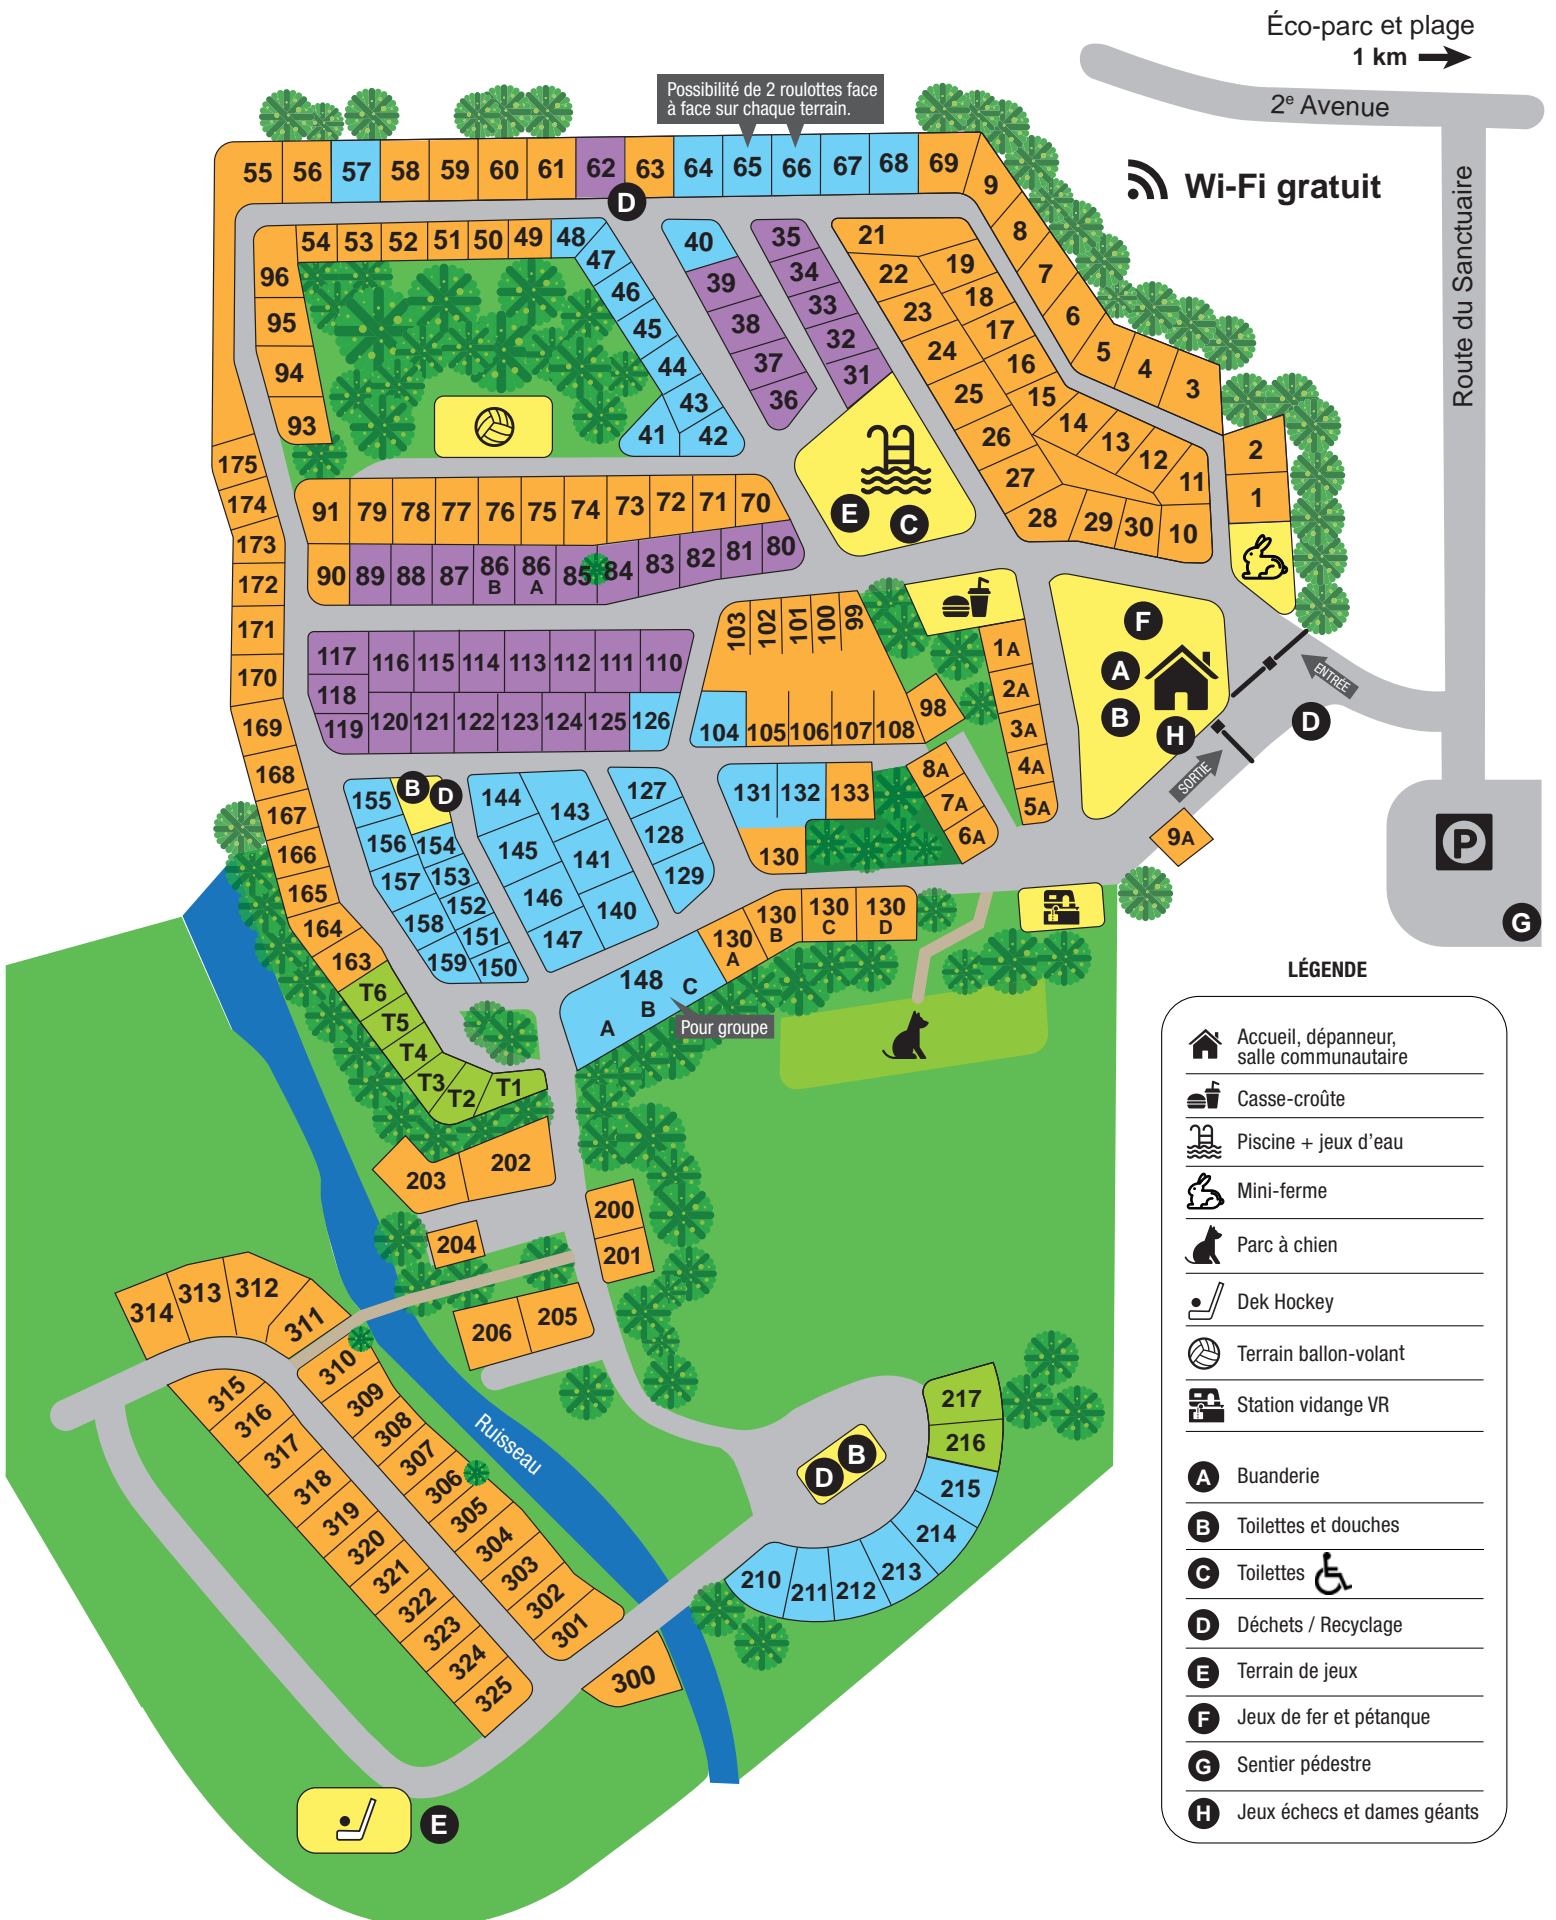 Éco-parc et plage
1 km
2e Avenue
Route du Sanctuaire
Wi-Fi gratuit
Possibilité de 2 roulottes face
à face sur chaque terrain.
55 56 57 58 59 60 61 62 63 64 65 66 67 68 69
9
8
7
6
5
4
3
2
1
D
54 53 52 51 50 49 48
47
46
45
44
43
42
41
96
95
94
93
40
39
38
37
36
35
34
33
32
31
21
22
23
24
25
26
27
28 29 30 10
19
18
17
16
15
14
13
12
11
E
C
175
174
173
172
171
170
169
168
167
166
165
164
163
91 79 78 77 76 75 74 73 72 71 70
90 89 88 87 86 B 86 A 85 84 83 82 81 80
117 116 115 114 113 112 111 110
118
119 120 121 122 123 124 125 126
103 102 101 100 99
104 105 106 107 108 98
1A
2A
3A
4A
5A
8A
7A
6A
9A
F
A
B
H
ENTRÉE
SORTIE
D
P
G
155 B D
156 154
157 153
158 152
151
159 150
144 143
145 141
146 140
147
127
128
129
131 132 133
130
130 A
130 B
130 C
130 D
148
A B C
Pour groupe
T6
T5
T4
T3
T2
T1
203 202
204
200
201
206 205
Ruisseau
314 313 312 311
310
309
308
307
306
305
304
303
302
301
300
315
316
317
318
319
320
321
322
323
324
325
217
216
215
214
213
212
211
210
D B
E
LÉGENDE
Accueil, dépanneur,
salle communautaire
Casse-croûte
Piscine + jeux d'eau
Mini-ferme
Parc à chien
Dek Hockey
Terrain ballon-volant
Station vidange VR
A Buanderie
B Toilettes et douches
C Toilettes
D Déchets / Recyclage
E Terrain de jeux
F Jeux de fer et pétanque
G Sentier pédestre
H Jeux échecs et dames géants